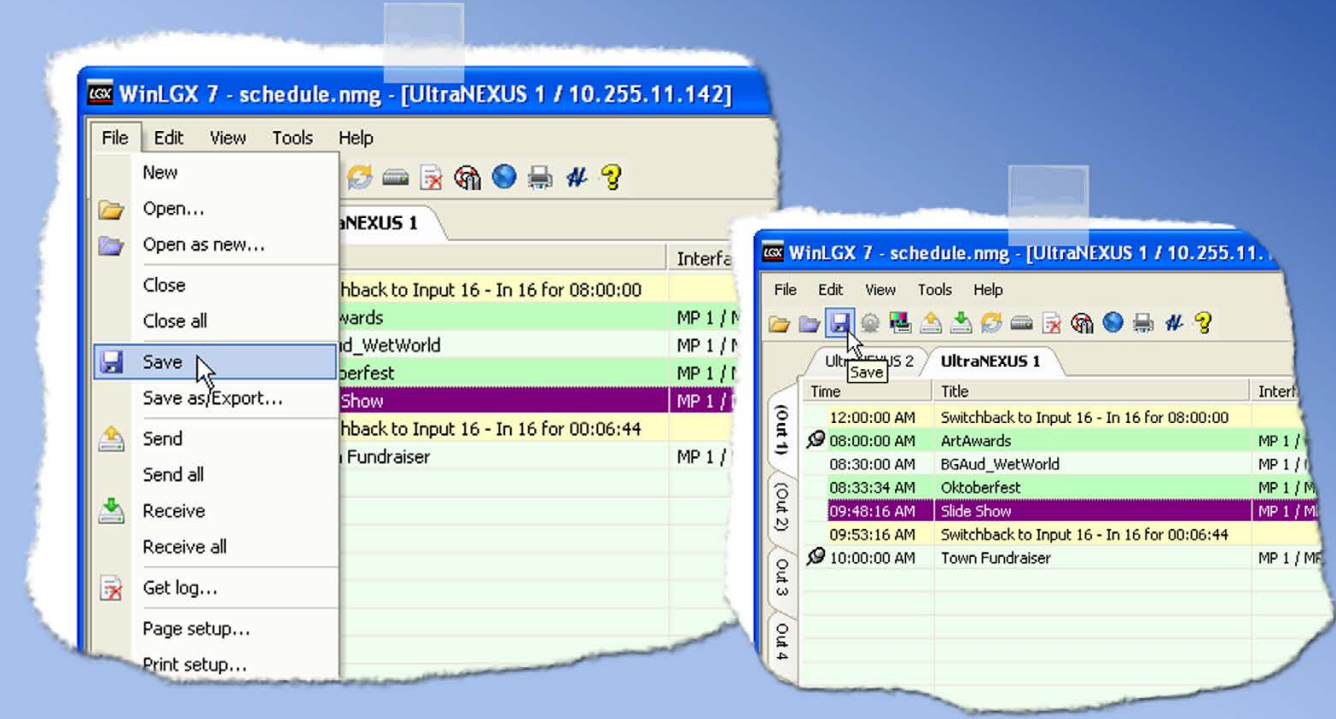 LGX WinLGX 7 - schedule.nmg - [UltraNEXUS 1 / 10.255.11.142]
File Edit View Tools Help
New
Open...
Open as new...
Close
Close all
Save
Save as/Export...
Send
Send all
Receive
Receive all
Get log...
Page setup...
Print setup...
aNEXUS 1
Interfa
hback to Input 16 - In 16 for 08:00:00
wards MP 1 /
d_WetWorld MP 1 /
berfest MP 1 /
Show MP 1 /
hback to Input 16 - In 16 for 00:06:44
Fundraiser MP 1 /
LGX WinLGX 7 - schedule.nmg - [UltraNEXUS 1 / 10.255.11.
File Edit View Tools Help
UltraNEXUS 2 UltraNEXUS 1
Save
Time Title Interf
12:00:00 AM Switchback to Input 16 - In 16 for 08:00:00
08:00:00 AM ArtAwards MP 1 /
08:30:00 AM BGAud_WetWorld MP 1 /
08:33:34 AM Oktoberfest MP 1 / M
09:48:16 AM Slide Show MP 1 / M
09:53:16 AM Switchback to Input 16 - In 16 for 00:06:44
10:00:00 AM Town Fundraiser MP 1 / MP
(Out 1)
(Out 2)
Out 3
Out 4